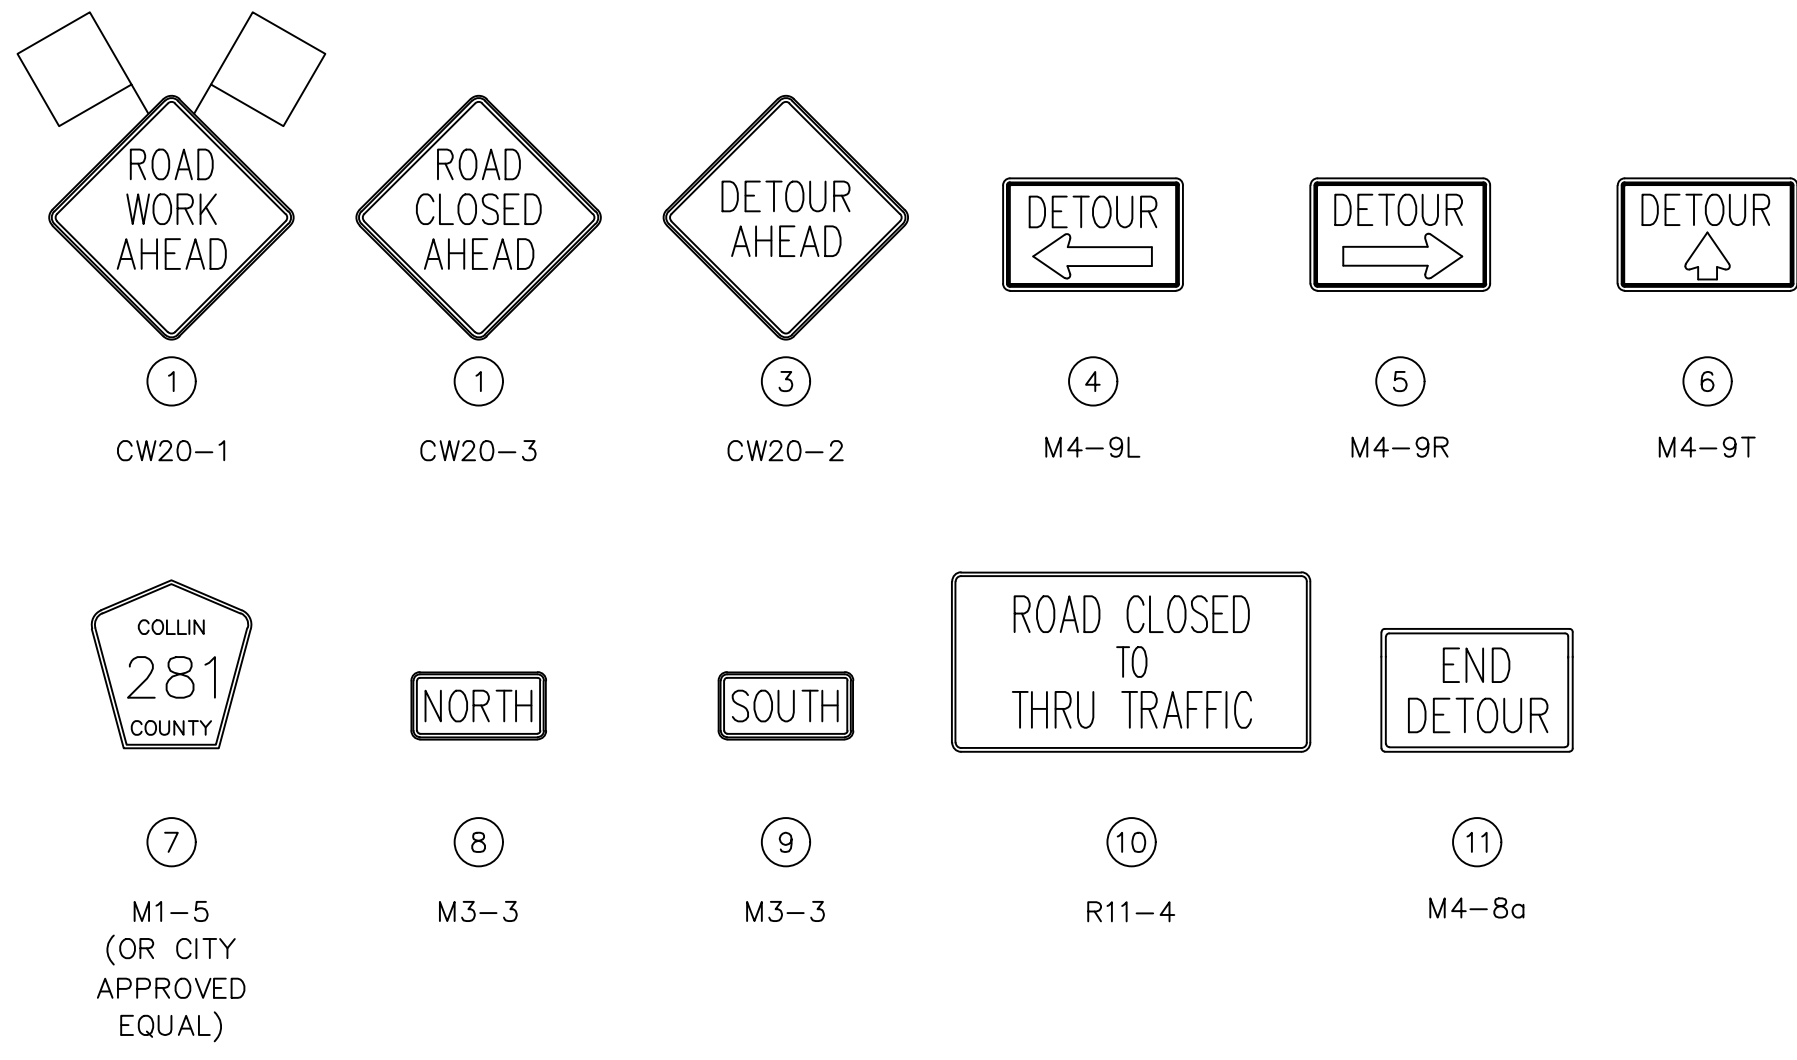 ROAD
WORK
AHEAD
1
CW20-1
ROAD
CLOSED
AHEAD
1
CW20-3
DETOUR
AHEAD
3
CW20-2
DETOUR
4
M4-9L
DETOUR
5
M4-9R
DETOUR
6
M4-9T
COLLIN
281
COUNTY
7
M1-5
(OR CITY
APPROVED
EQUAL)
NORTH
8
M3-3
SOUTH
9
M3-3
ROAD CLOSED
TO
THRU TRAFFIC
10
R11-4
END
DETOUR
11
M4-8a